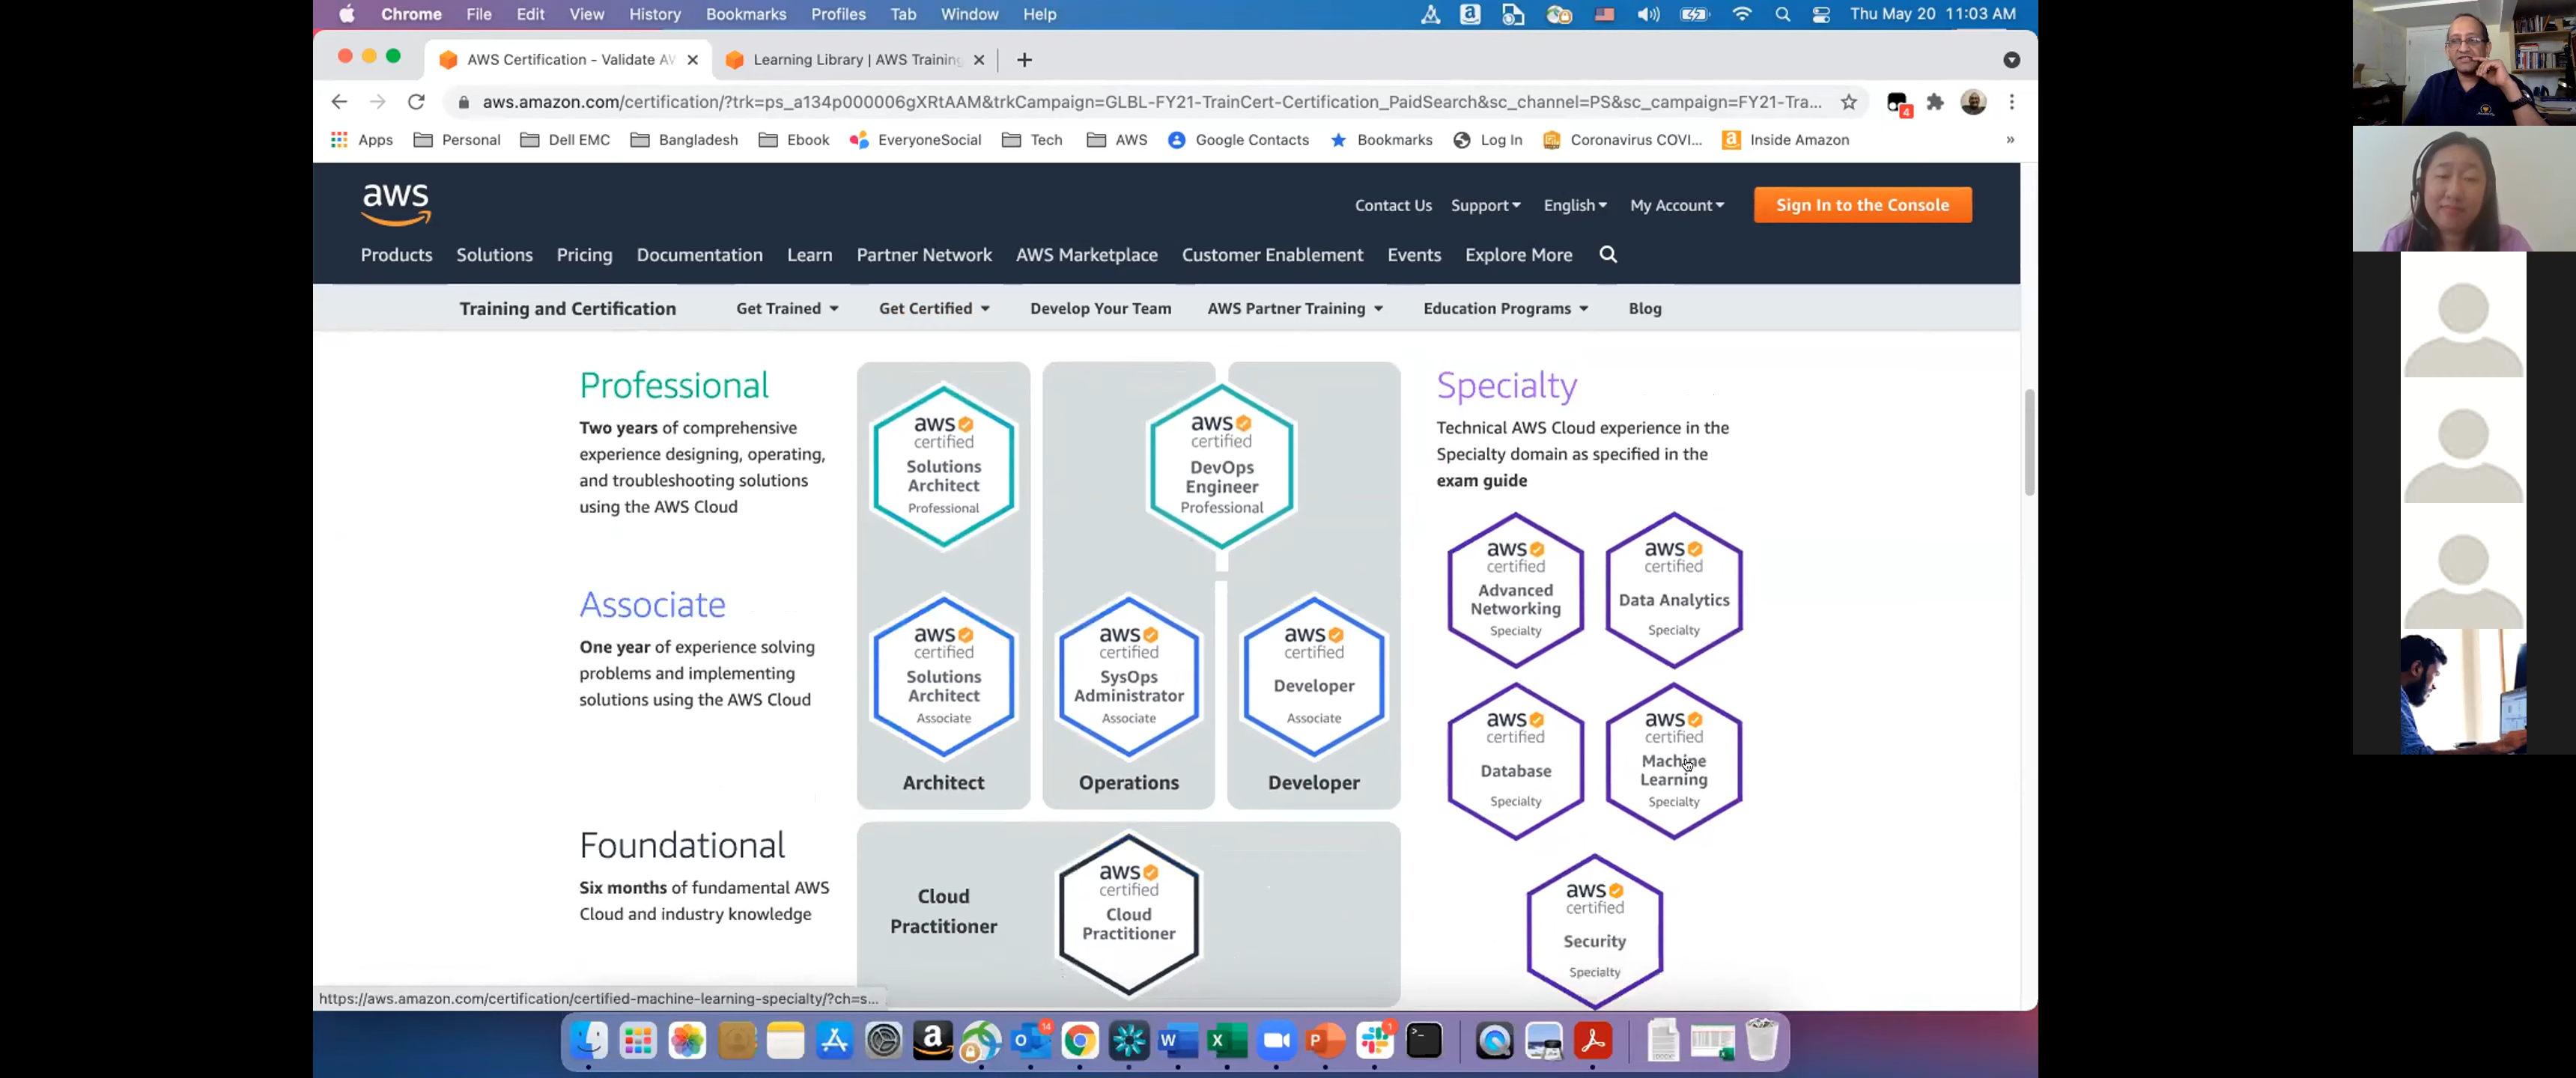 Chrome File Edit View History Bookmarks Profiles Tab Window Help
Thu May 20 11:03 AM
AWS Certification - Validate AV
Learning Library | AWS Training
aws.amazon.com/certification/?trk=ps_a134p000006gXRtAAM&trkCampaign=GLBL-FY21-TrainCert-Certification_PaidSearch&sc_channel=PS&sc_campaign=FY21-Tra...
4
Apps Personal Dell EMC Bangladesh Ebook EveryoneSocial Tech AWS Google Contacts Bookmarks Log In Coronavirus COVI... Inside Amazon »
aws
Contact Us Support English My Account Sign In to the Console
Products Solutions Pricing Documentation Learn Partner Network AWS Marketplace Customer Enablement Events Explore More
Training and Certification Get Trained Get Certified Develop Your Team AWS Partner Training Education Programs Blog
Professional
Two years of comprehensive
experience designing, operating,
and troubleshooting solutions
using the AWS Cloud
aws
certified
Solutions
Architect
Professional
aws
certified
DevOps
Engineer
Professional
Specialty
Technical AWS Cloud experience in the
Specialty domain as specified in the
exam guide
aws
certified
Advanced
Networking
Specialty
aws
certified
Data Analytics
Specialty
Associate
One year of experience solving
problems and implementing
solutions using the AWS Cloud
aws
certified
Solutions
Architect
Associate
aws
certified
SysOps
Administrator
Associate
aws
certified
Developer
Associate
Architect
Operations
Developer
aws
certified
Database
Specialty
aws
certified
Machine
Learning
Specialty
Foundational
Six months of fundamental AWS
Cloud and industry knowledge
Cloud
Practitioner
aws
certified
Cloud
Practitioner
aws
certified
Security
Specialty
https://aws.amazon.com/certification/certified-machine-learning-specialty/?ch=s...
14
1